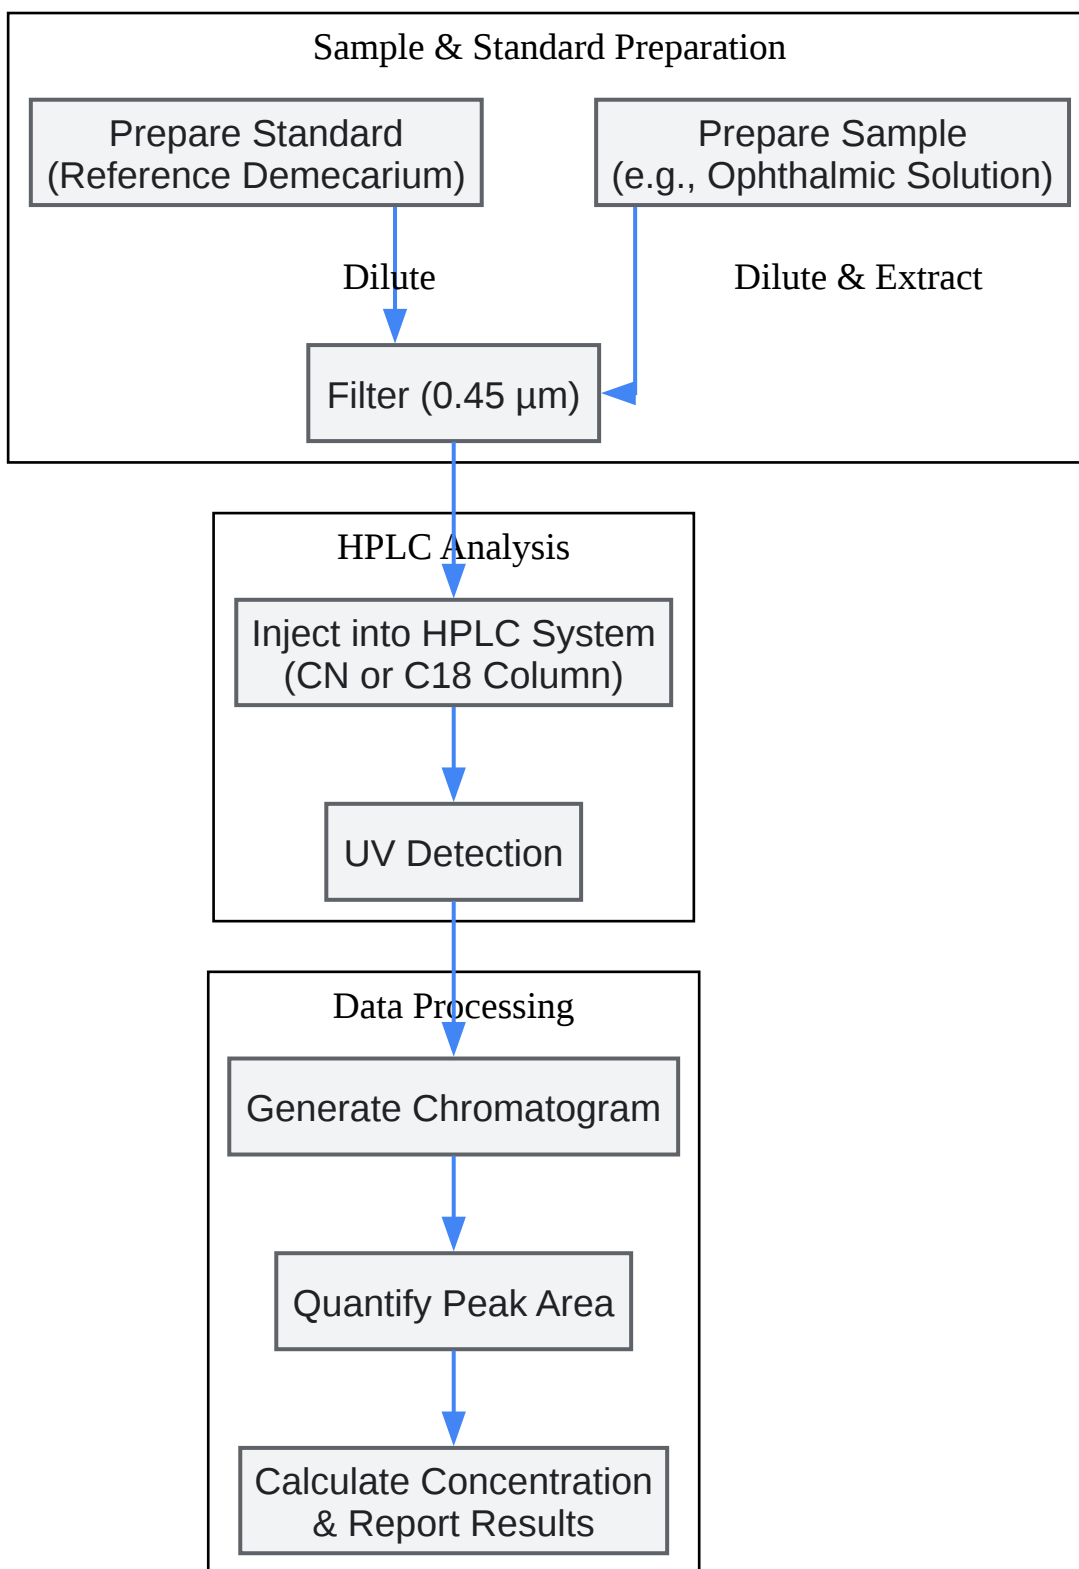 Sample & Standard Preparation
Prepare Standard
(Reference Demecarium)
Prepare Sample
(e.g., Ophthalmic Solution)
Dilute
Dilute & Extract
Filter (0.45 µm)
HPLC Analysis
Inject into HPLC System
(CN or C18 Column)
UV Detection
Data Processing
Generate Chromatogram
Quantify Peak Area
Calculate Concentration
& Report Results